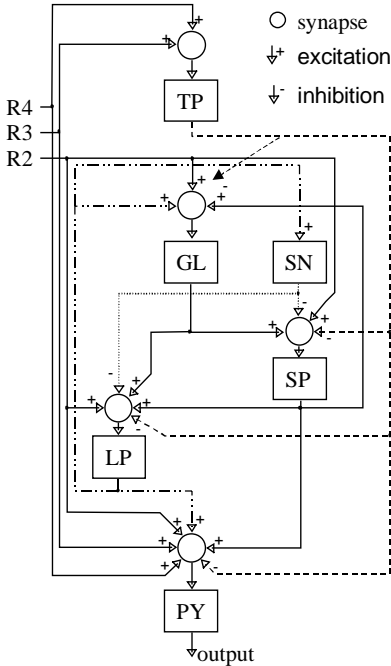 synapse
+ excitation
- inhibition
+
+
TP
R4
R3
R2
+
-
+
+
+
GL
SN
-
+
+
-
SP
-
+
+
+
-
LP
+
+
+
+
+
-
PY
output